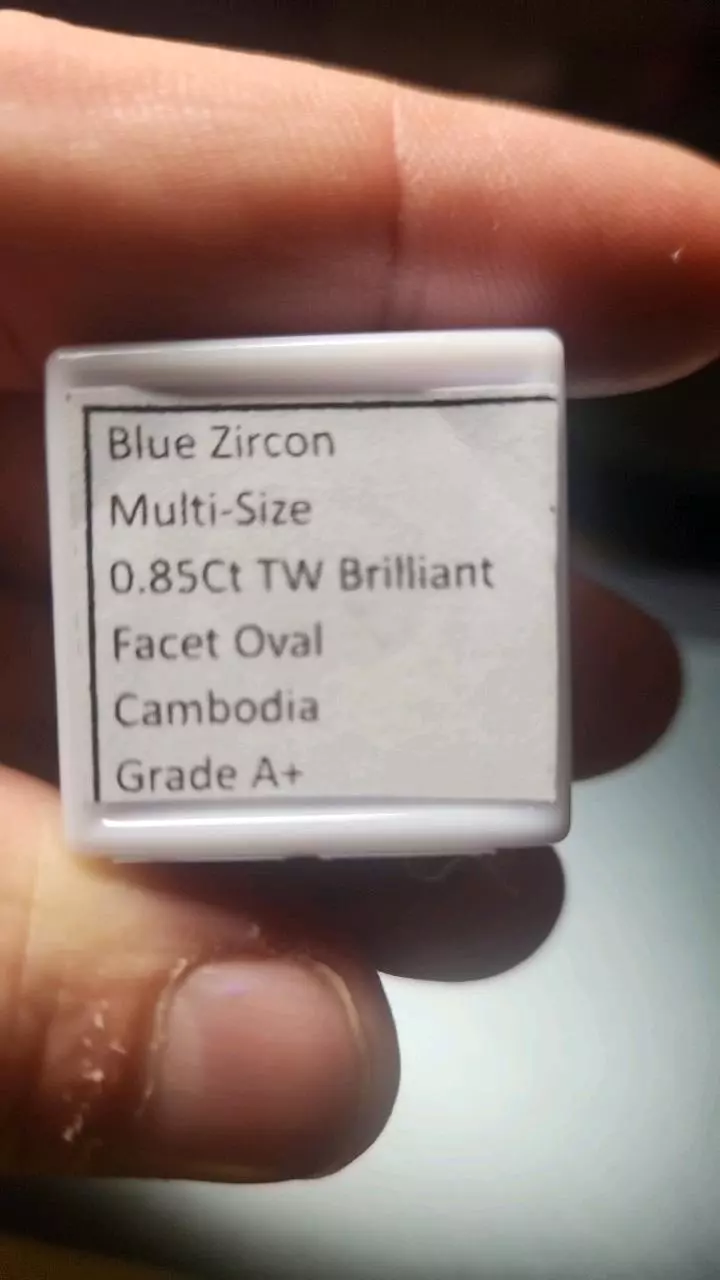 Blue Zircon
Multi-Size
0.85Ct TW Brilliant
Facet Oval
Cambodia
Grade A+